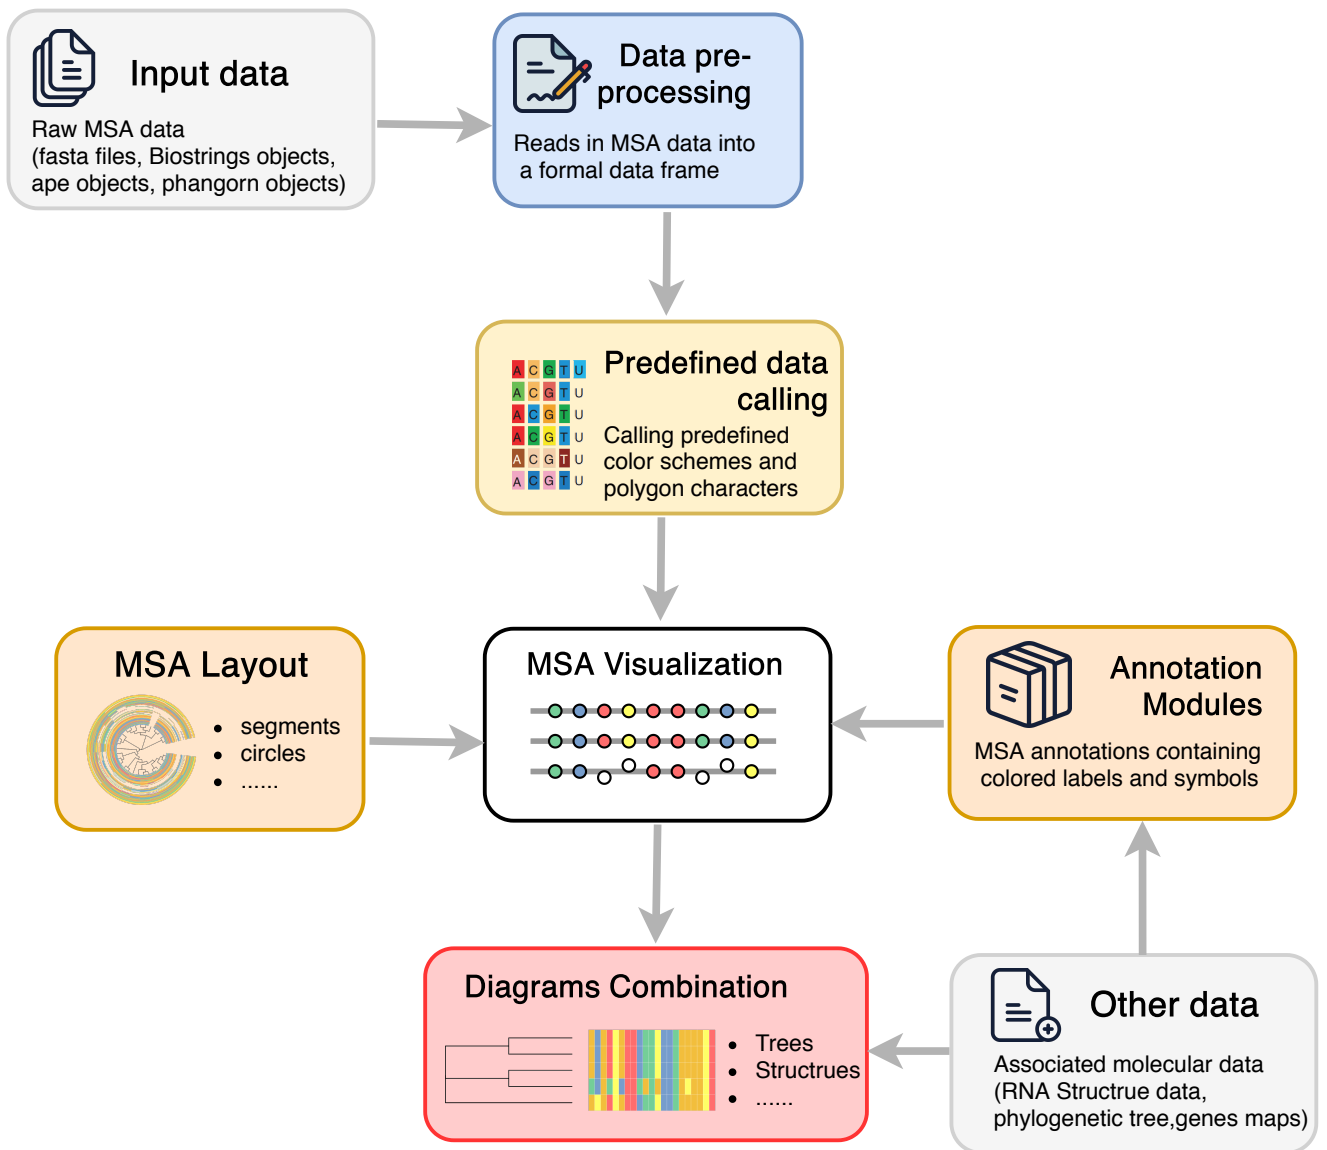 Input data
Raw MSA data
(fasta files, Biostrings objects,
ape objects, phangorn objects)
Data pre-
processing
Reads in MSA data into
a formal data frame
A C G T U
A C G T U
A C G T U
A C G T U
A C G T U
A C G T U
Predefined data
calling
Calling predefined
color schemes and
polygon characters
MSA Layout
• segments
• circles
• ......
MSA Visualization
Annotation
Modules
MSA annotations containing
colored labels and symbols
Diagrams Combination
• Trees
• Structrues
• ......
Other data
Associated molecular data
(RNA Structrue data,
phylogenetic tree,genes maps)